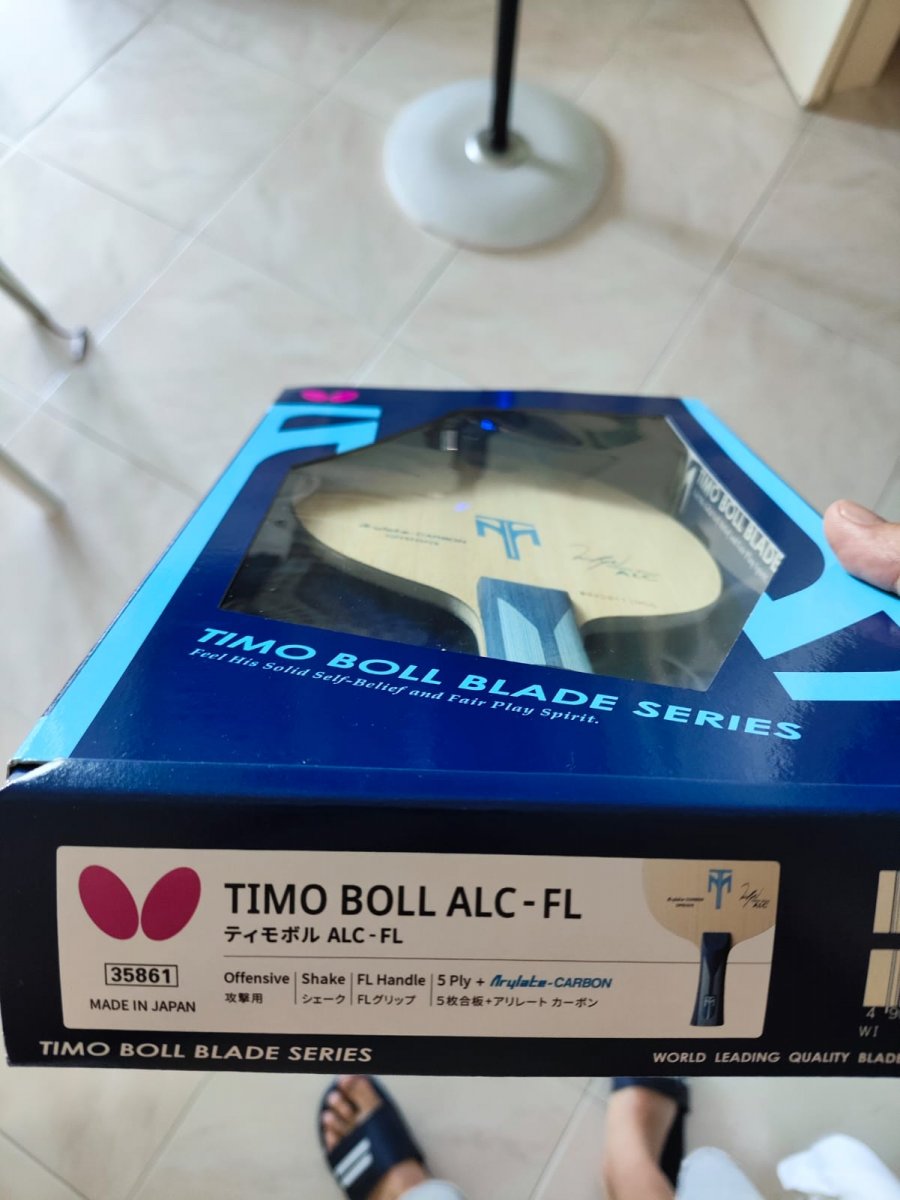 Arylate-CARBON
TIMO BOLL BLADE
TIMO BOLL BLADE SERIES
Feel His Solid Self-Belief and Fair Play Spirit.
TIMO BOLL ALC-FL
ティモボル ALC-FL
35861
MADE IN JAPAN
Offensive | Shake | FL Handle | 5 Ply + Arylate-CARBON
攻撃用 | シェーク | FLグリップ | 5枚合板+アリレート カーボン
ALC
TIMO BOLL BLADE SERIES
WORLD LEADING QUALITY BLADE